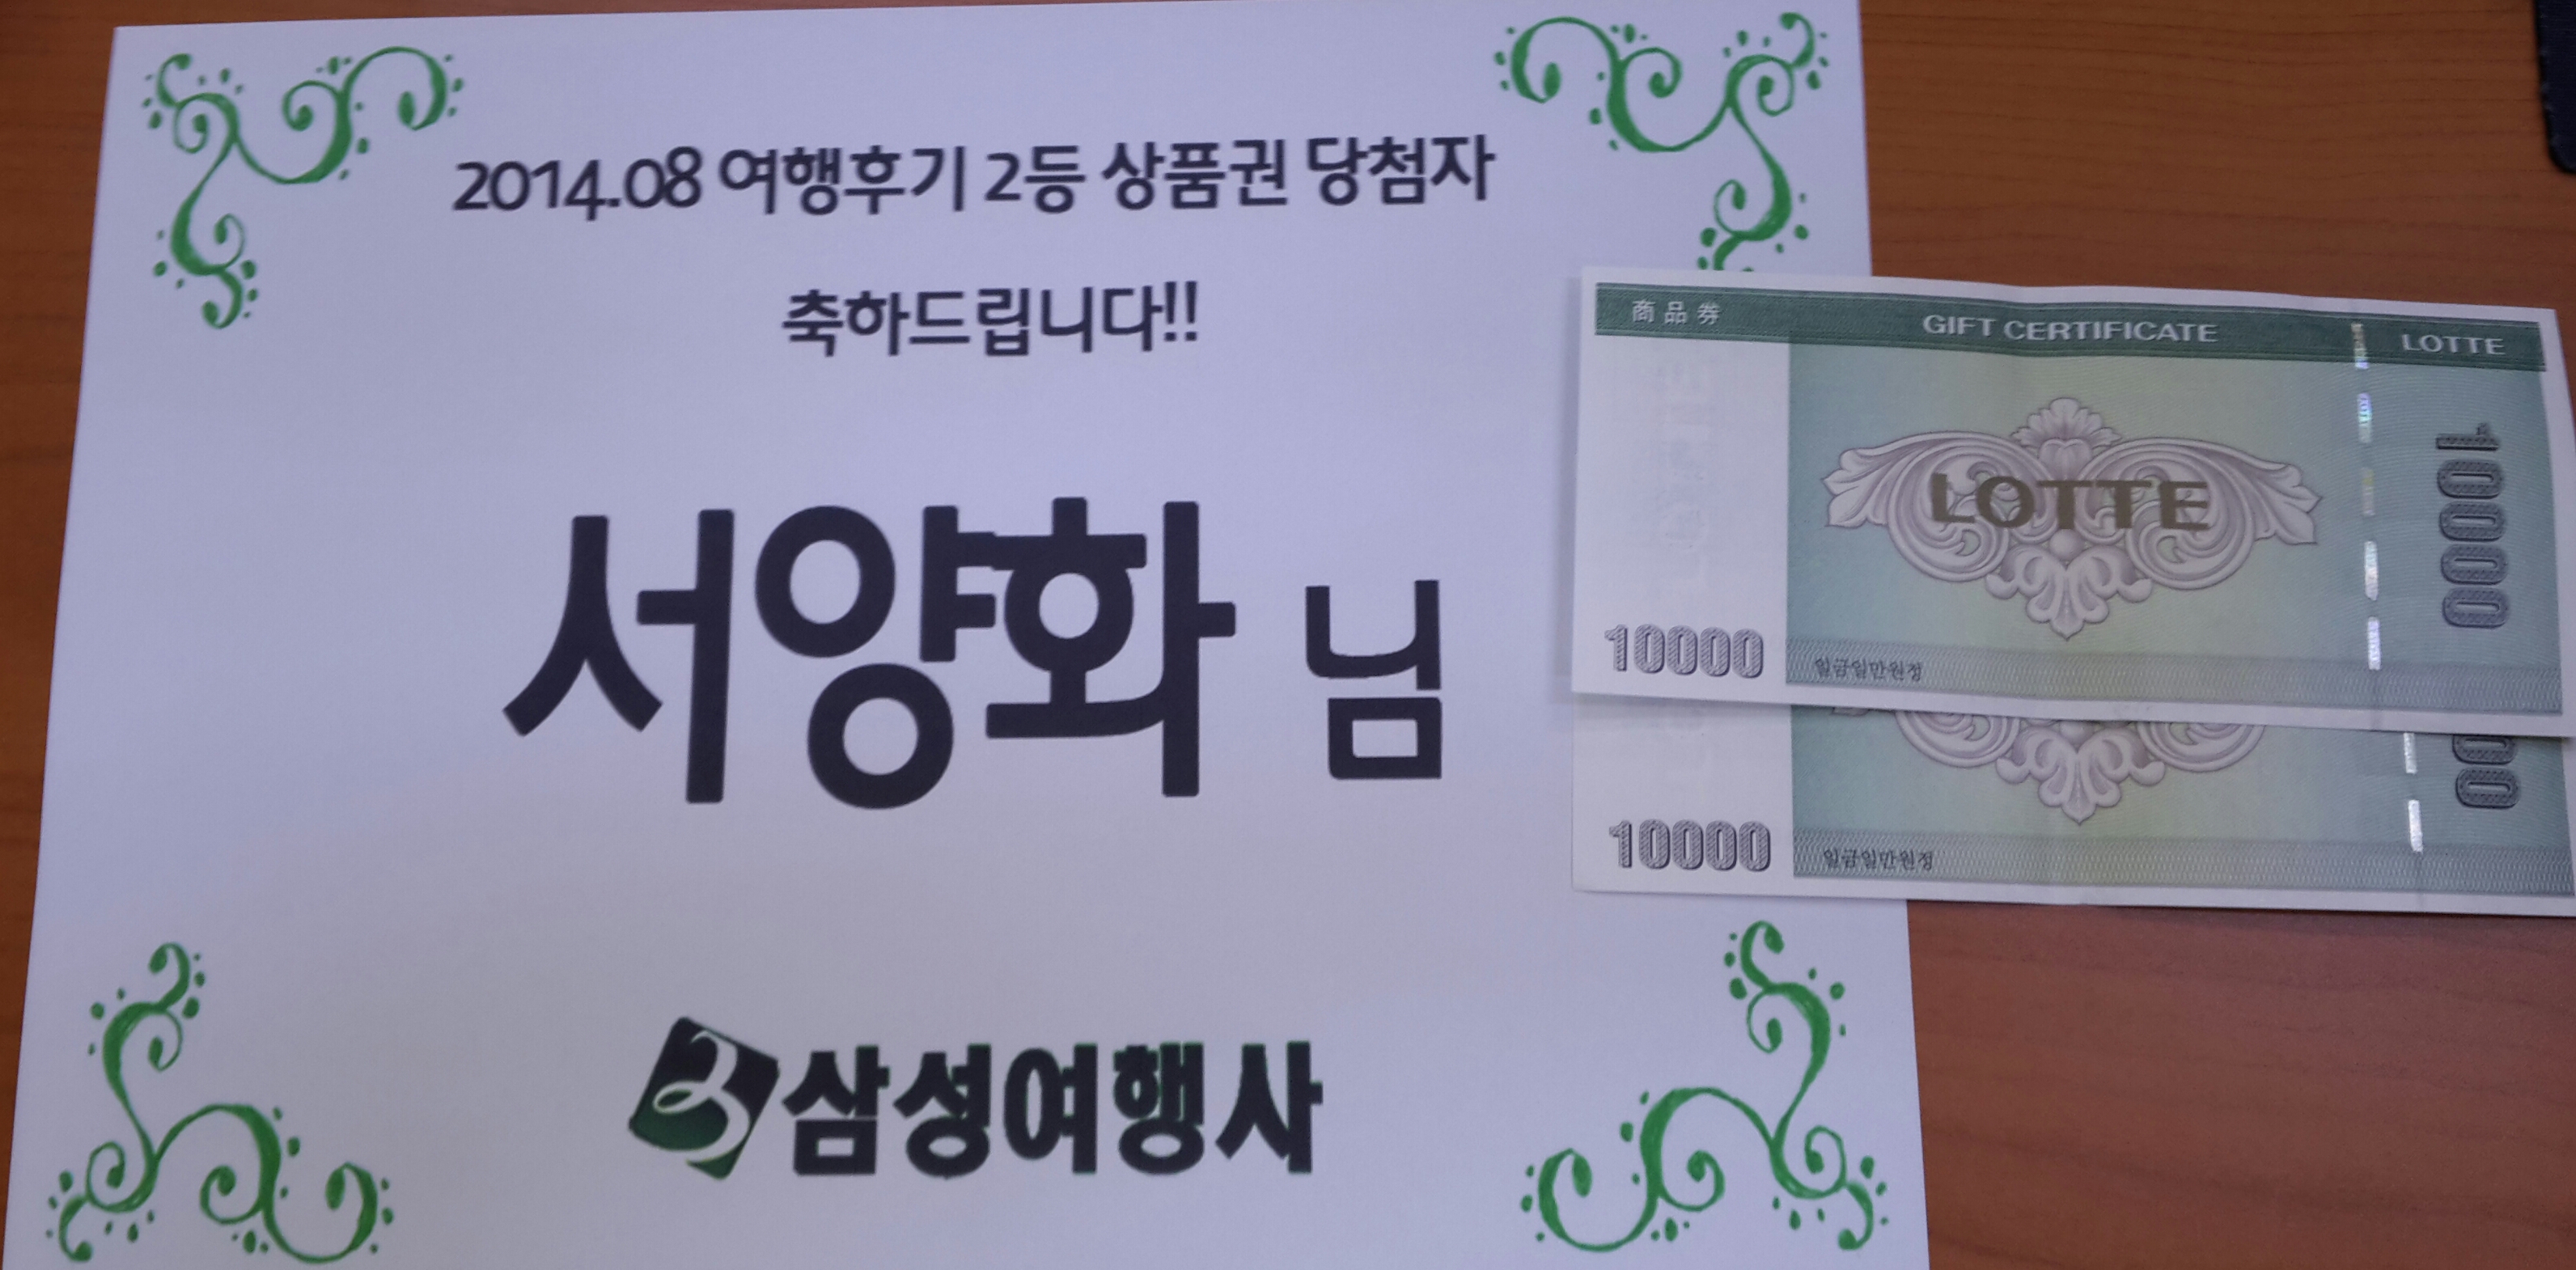 2014.08 여행후기 2등 상품권 당첨자
축하드립니다!!
서양화 님
삼성여행사
商品券 GIFT CERTIFICATE LOTTE
LOTTE
10000
10000
일금일만원정
000
10000
일금일만원정